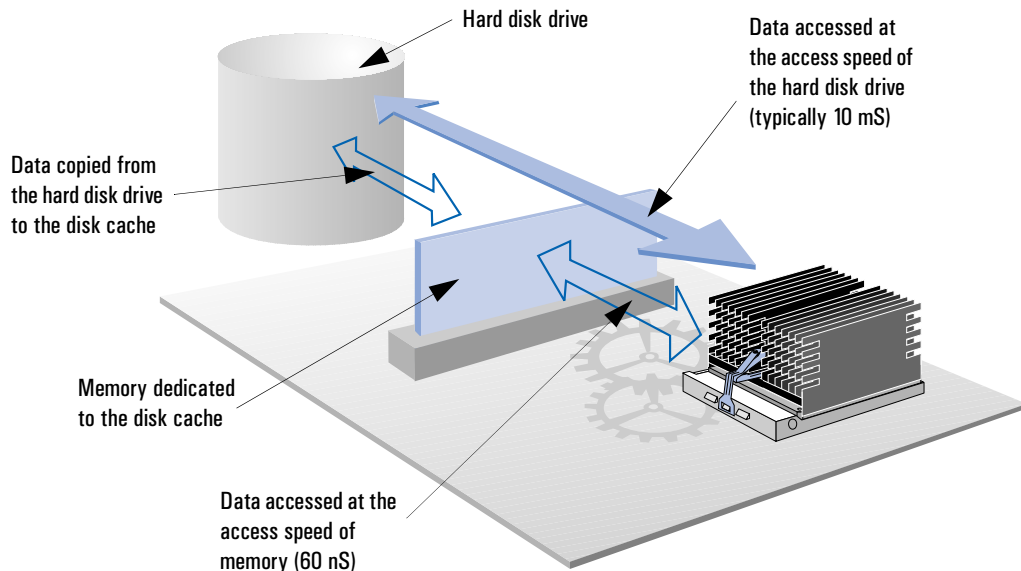 Hard disk drive
Data accessed at
the access speed of
the hard disk drive
(typically 10 mS)
Data copied from
the hard disk drive
to the disk cache
Memory dedicated
to the disk cache
Data accessed at the
access speed of
memory (60 nS)